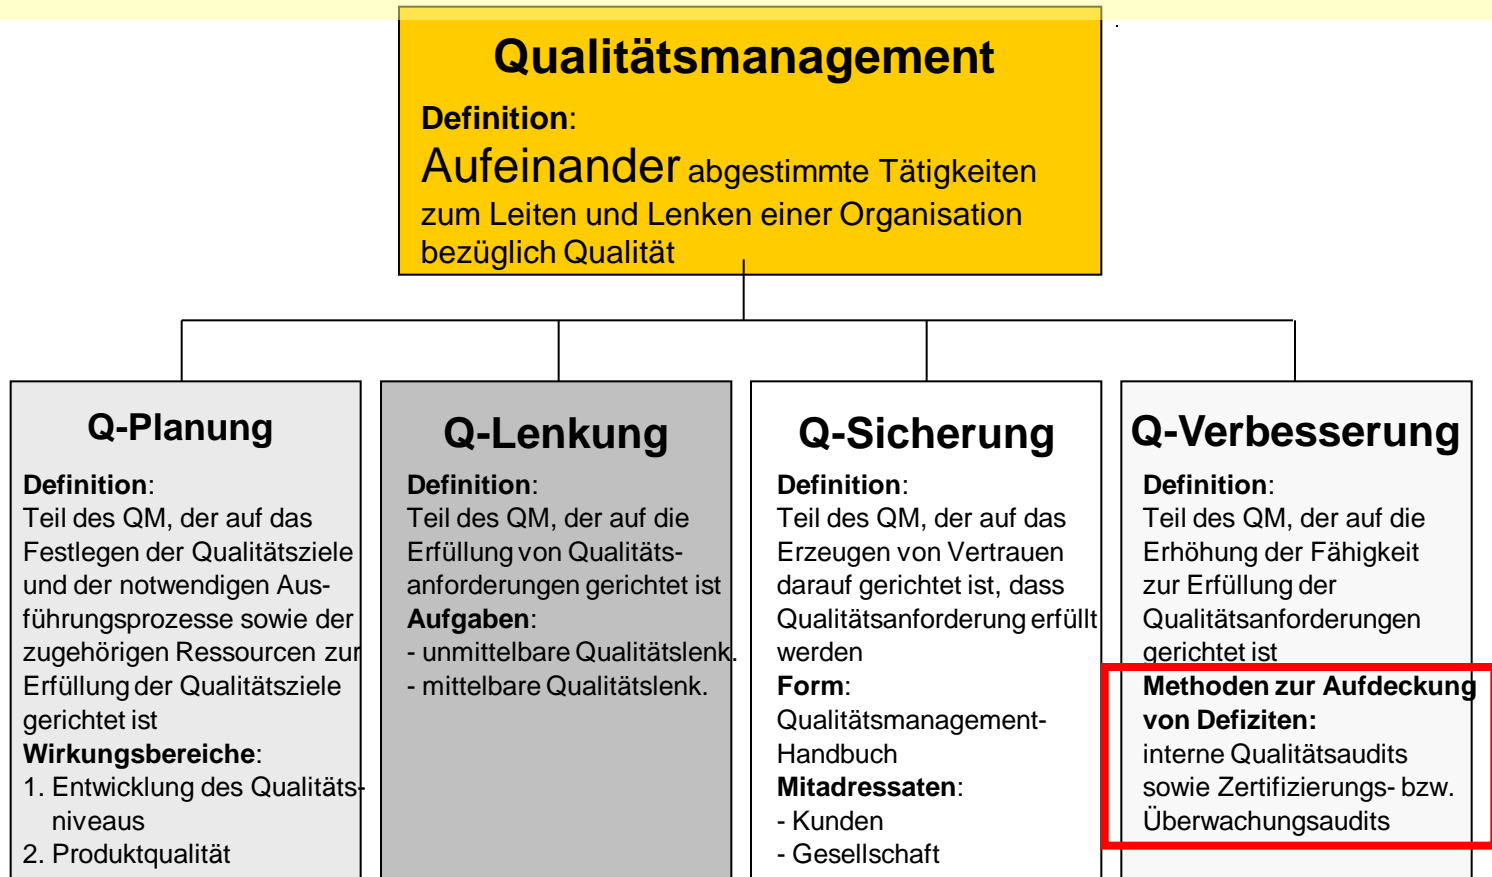 Qualitätsmanagement
Definition:
Aufeinander abgestimmte Tätigkeiten
zum Leiten und Lenken einer Organisation
bezüglich Qualität
Q-Planung
Definition:
Teil des QM, der auf das
Festlegen der Qualitätsziele
und der notwendigen Aus-
führungsprozesse sowie der
zugehörigen Ressourcen zur
Erfüllung der Qualitätsziele
gerichtet ist
Wirkungsbereiche:
1. Entwicklung des Qualitäts-
niveaus
2. Produktqualität
Q-Lenkung
Definition:
Teil des QM, der auf die
Erfüllung von Qualitäts-
anforderungen gerichtet ist
Aufgaben:
- unmittelbare Qualitätslenk.
- mittelbare Qualitätslenk.
Q-Sicherung
Definition:
Teil des QM, der auf das
Erzeugen von Vertrauen
darauf gerichtet ist, dass
Qualitätsanforderung erfüllt
werden
Form:
Qualitätsmanagement-
Handbuch
Mitadressaten:
- Kunden
- Gesellschaft
Q-Verbesserung
Definition:
Teil des QM, der auf die
Erhöhung der Fähigkeit
zur Erfüllung der
Qualitätsanforderungen
gerichtet ist
Methoden zur Aufdeckung
von Defiziten:
interne Qualitätsaudits
sowie Zertifizierungs- bzw.
Überwachungsaudits